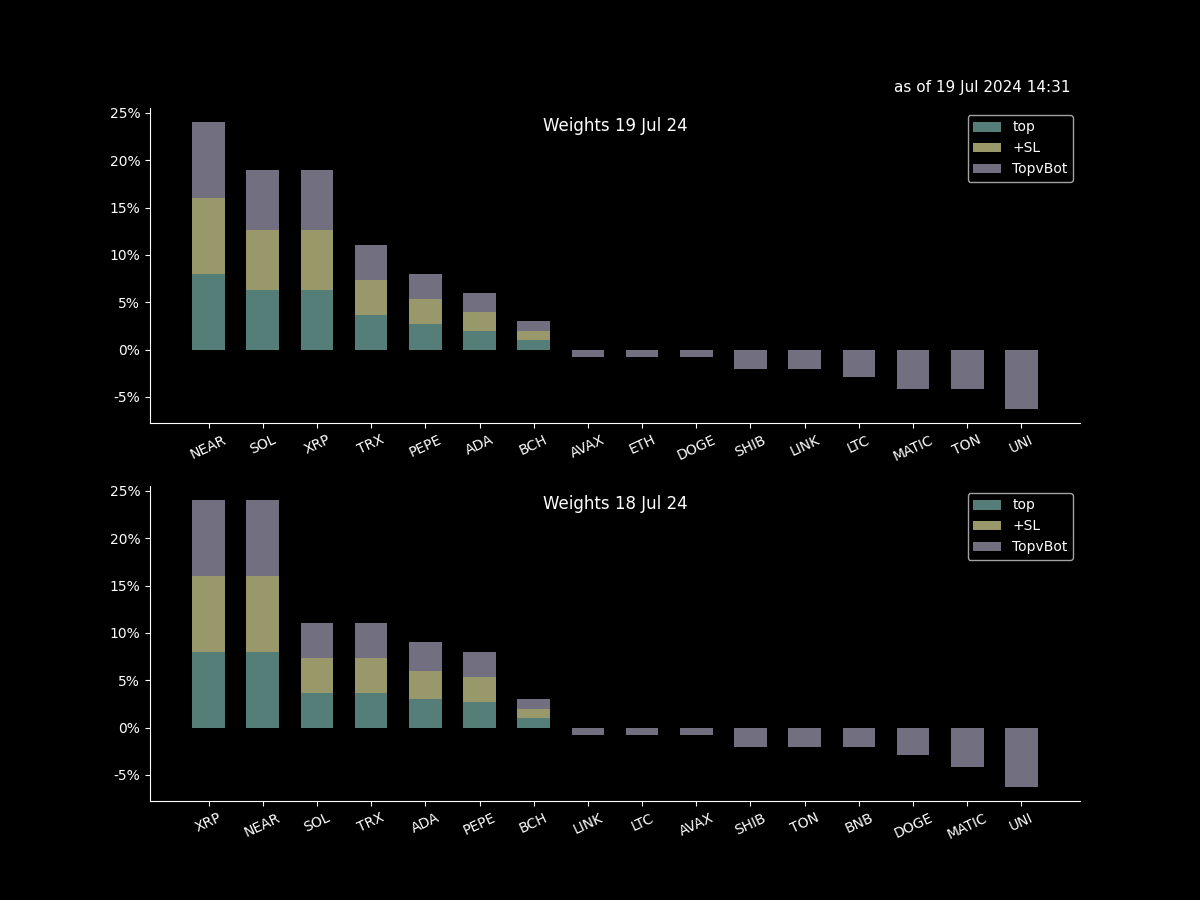 as of 19 Jul 2024 14:31
Weights 19 Jul 24
top
+SL
TopvBot
25%
20%
15%
10%
5%
0%
-5%
NEAR SOL XRP TRX PEPE ADA BCH AVAX ETH DOGE SHIB LINK LTC MATIC TON UNI
Weights 18 Jul 24
top
+SL
TopvBot
25%
20%
15%
10%
5%
0%
-5%
XRP NEAR SOL TRX ADA PEPE BCH LINK LTC AVAX SHIB TON BNB DOGE MATIC UNI